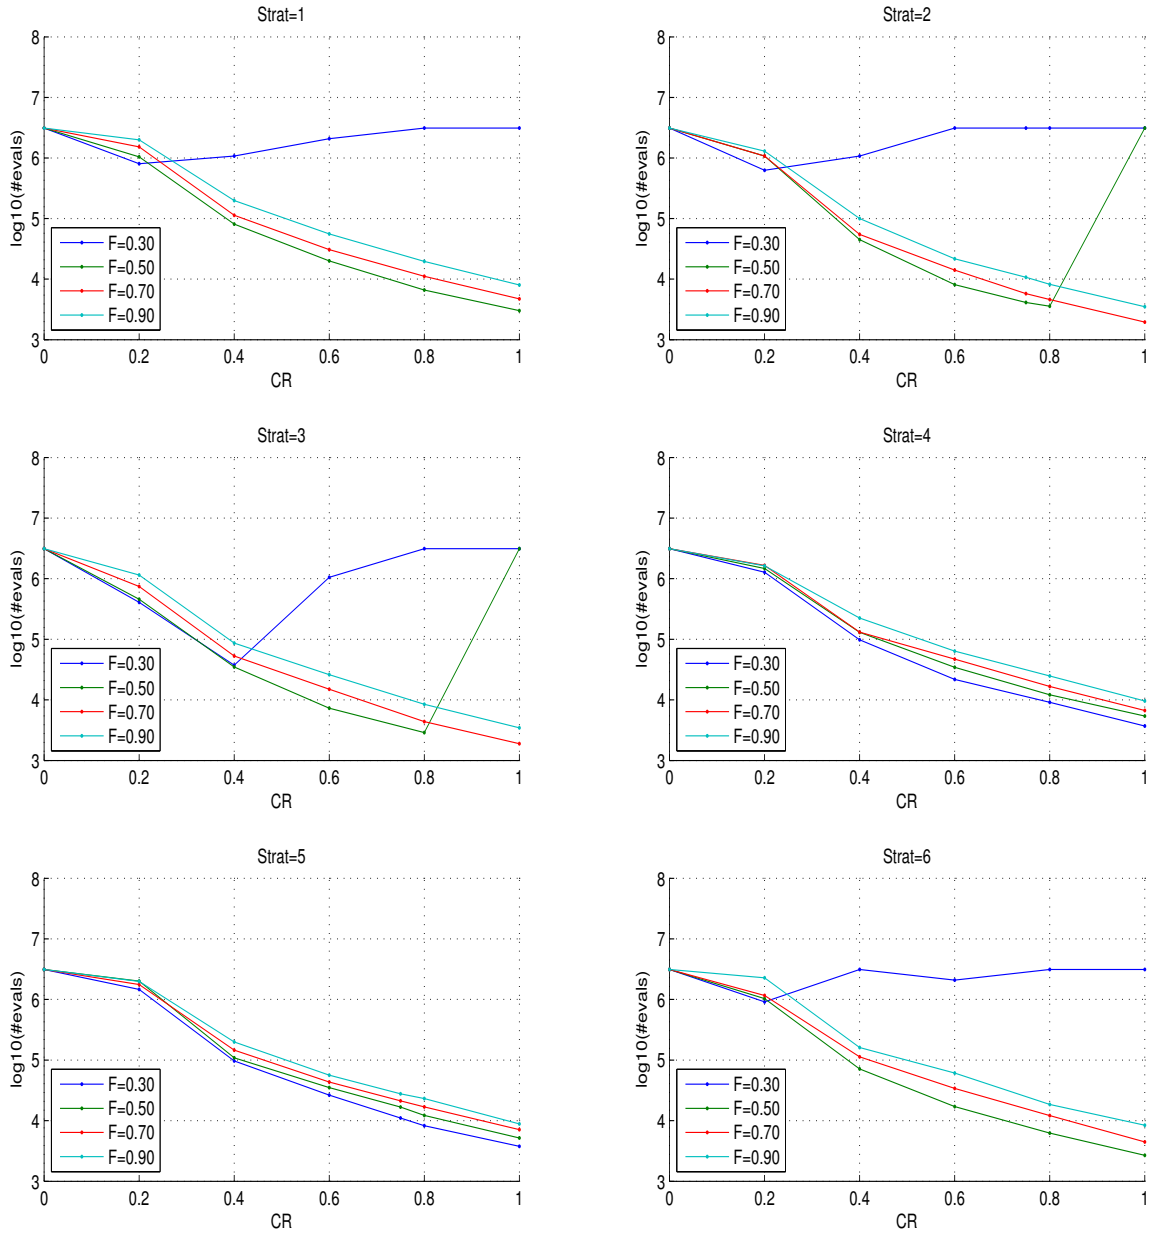 Strat=1
8
7
6
5
4
3
log10(#evals)
F=0.30
F=0.50
F=0.70
F=0.90
0 0.2 0.4 0.6 0.8 1
CR
Strat=2
8
7
6
5
4
3
log10(#evals)
F=0.30
F=0.50
F=0.70
F=0.90
0 0.2 0.4 0.6 0.8 1
CR
Strat=3
8
7
6
5
4
3
log10(#evals)
F=0.30
F=0.50
F=0.70
F=0.90
0 0.2 0.4 0.6 0.8 1
CR
Strat=4
8
7
6
5
4
3
log10(#evals)
F=0.30
F=0.50
F=0.70
F=0.90
0 0.2 0.4 0.6 0.8 1
CR
Strat=5
8
7
6
5
4
3
log10(#evals)
F=0.30
F=0.50
F=0.70
F=0.90
0 0.2 0.4 0.6 0.8 1
CR
Strat=6
8
7
6
5
4
3
log10(#evals)
F=0.30
F=0.50
F=0.70
F=0.90
0 0.2 0.4 0.6 0.8 1
CR